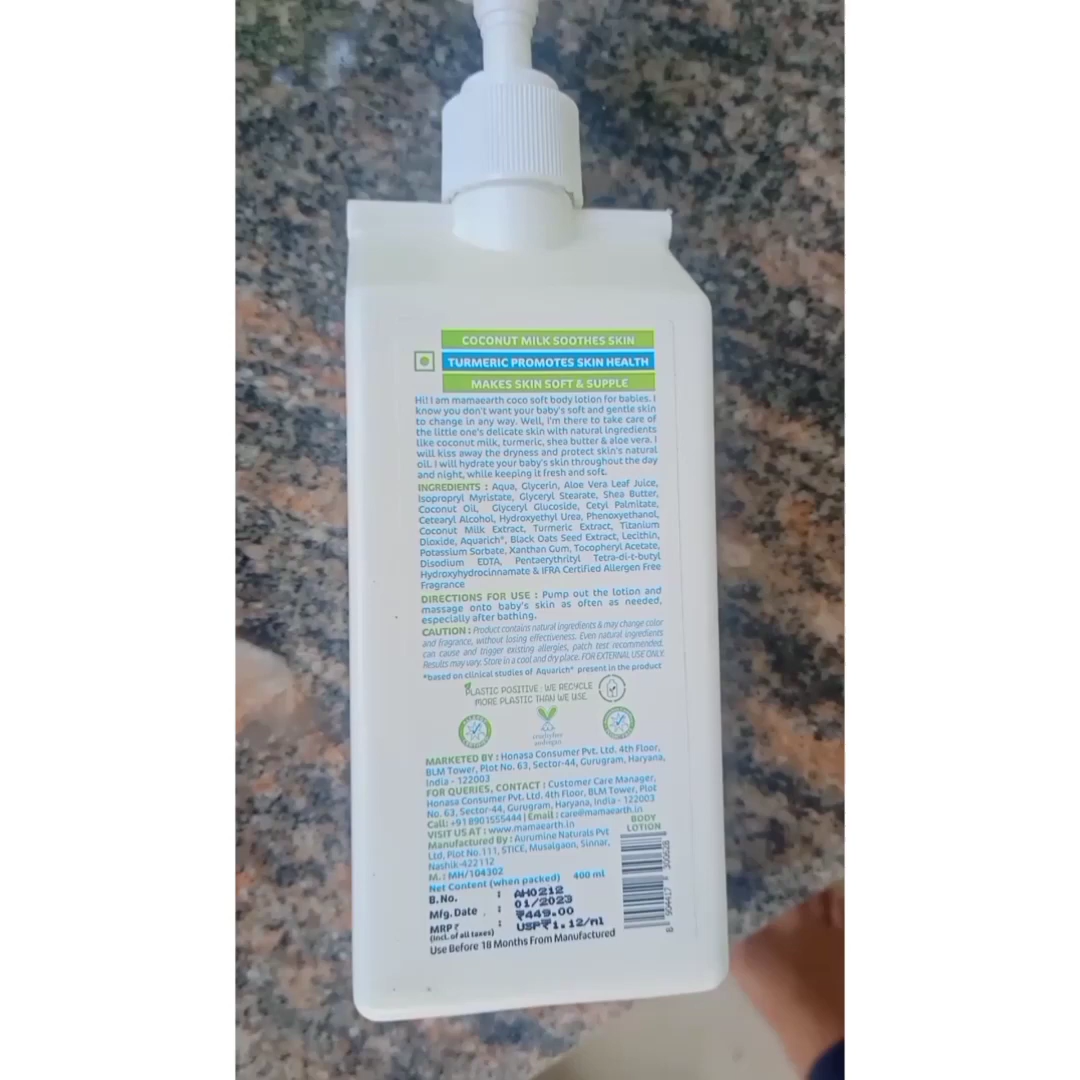 COCONUT MILK SOOTHES SKIN
TURMERIC PROMOTES SKIN HEALTH
MAKES SKIN SOFT & SUPPLE
Hi! I am mamaearth coco soft body lotion for babies. I
know you don't want your baby's soft and gentle skin
to change in any way. Well, I'm there to take care of
the little one's delicate skin with natural ingredients
like coconut milk, turmeric, shea butter & aloe vera. I
will kiss away the dryness and protect skin's natural
oil. I will hydrate your baby's skin throughout the day
and night, while keeping it fresh and soft.
INGREDIENTS : Aqua, Glycerin, Aloe Vera Leaf Juice,
Isopropryl Myristate, Glyceryl Stearate, Shea Butter,
Coconut Oil, Glyceryl Glucoside, Cetyl Palmitate,
Cetearyl Alcohol, Hydroxyethyl Urea, Phenoxyethanol,
Coconut Milk Extract, Turmeric Extract, Titanium
Dioxide, Aquarich*, Black Oats Seed Extract, Lecithin,
Potassium Sorbate, Xanthan Gum, Tocopheryl Acetate,
Disodium EDTA, Pentaerythrityl Tetra-di-t-butyl
Hydroxyhydrocinnamate & IFRA Certified Allergen Free
Fragrance
DIRECTIONS FOR USE : Pump out the lotion and
massage onto baby's skin as often as needed,
especially after bathing.
CAUTION : Product contains natural ingredients & may change color
and fragrance, without losing effectiveness. Even natural ingredients
can cause and trigger existing allergies, patch test recommended.
Results may vary. Store in a cool and dry place. FOR EXTERNAL USE ONLY.
*based on clinical studies of Aquarich* present in the product
PLASTIC POSITIVE: WE RECYCLE
MORE PLASTIC THAN WE USE
MARKETED BY : Honasa Consumer Pvt. Ltd. 4th Floor,
BLM Tower, Plot No. 63, Sector-44, Gurugram, Haryana,
India - 122003
FOR QUERIES, CONTACT : Customer Care Manager,
Honasa Consumer Pvt. Ltd. 4th Floor, BLM Tower, Plot
No. 63, Sector-44, Gurugram, Haryana, India - 122003
Call: +91 8901555444 | Email : care@mamaearth.in
VISIT US AT : www.mamaearth.in
Manufactured By : Aurumine Naturals Pvt
Ltd, Plot No.111, STICE, Musalgaon, Sinnar,
Nashik-422112
M. : MH/104302
BODY
LOTION
Net Content (when packed) 400 ml
B.No. : AH0212
Mfg. Date : 01/2023
MRP ₹ : ₹449.00
(Incl. of all taxes) USP₹1.12/ml
Use Before 18 Months From Manufactured